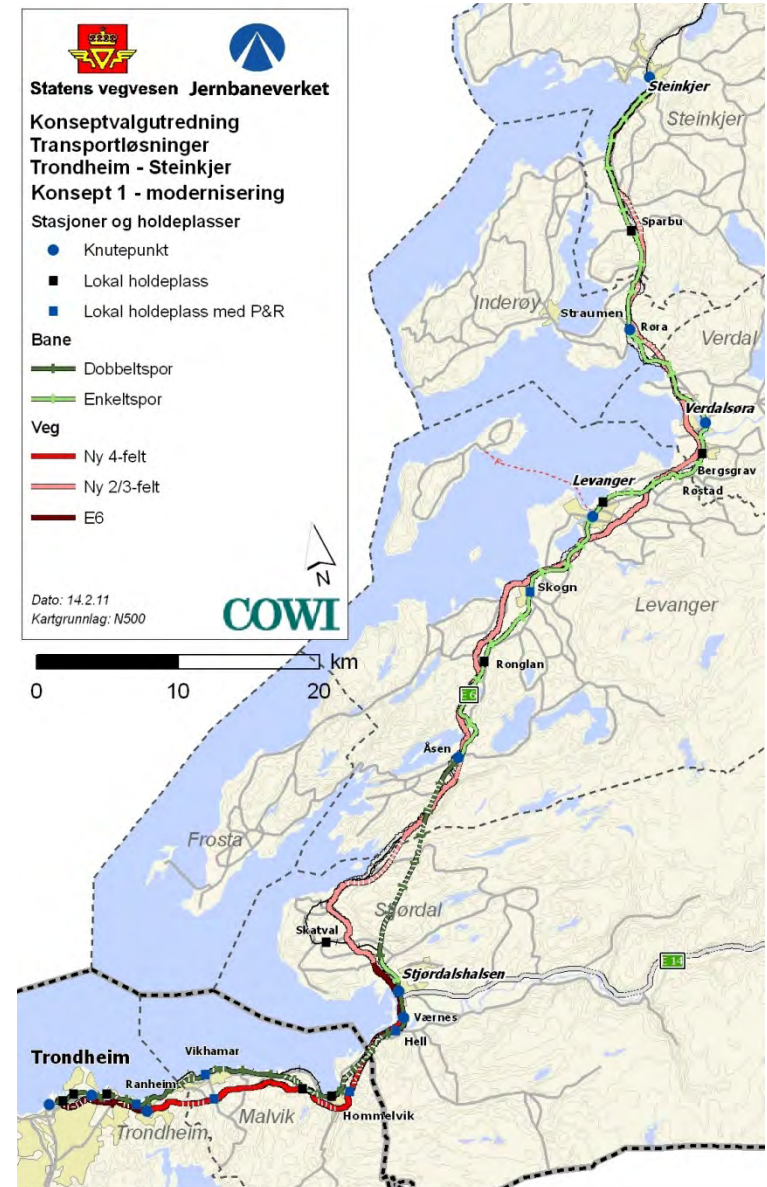 Statens vegvesen Jernbaneverket
Konseptvalgutredning
Transportløsninger
Trondheim - Steinkjer
Konsept 1 - modernisering
Stasjoner og holdeplasser
Knutepunkt
Lokal holdeplass
Lokal holdeplass med P&R
Bane
Dobbeltspor
Enkeltspor
Veg
Ny 4-felt
Ny 2/3-felt
E6
N
Dato: 14.2.11
Kartgrunnlag: N500
COWI
km
0 10 20
Steinkjer
Steinkjer
Sparbu
Inderøy
Straumen
Røra
Verdal
Verdalsøra
Bergsgrav
Levanger
Rostad
Skogn
Levanger
Ronglan
E 6
Åsen
Frosta
Stjørdal
Skatval
E 14
Stjørdalshalsen
Værnes
Hell
Trondheim
Vikhamar
Ranheim
Hommelvik
Malvik
Trondheim